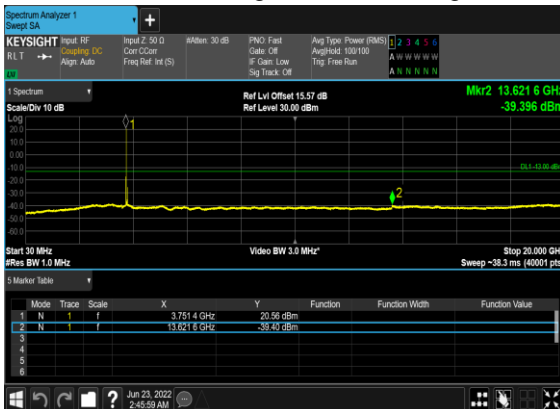 Spectrum Analyzer 1
Swept SA
+
KEYSIGHT Input: RF Input Z: 50 Ω #Atten: 30 dB PNO: Fast Avg Type: Power (RMS) 1 2 3 4 5 6
RLT Coupling: DC Corr CCorr Gate: Off Avg|Hold: 100/100 A W W W W W
Align: Auto Freq Ref: Int (S) IF Gain: Low Trig: Free Run
Sig Track: Off A N N N N N
1 Spectrum Ref Lvl Offset 15.57 dB Mkr2 13.621 6 GHz
Scale/Div 10 dB Ref Level 30.00 dBm -39.396 dBm
Log
20.0
10.0
0.00
-10.0
DL1 -13.00 dBm
-20.0
-30.0
-40.0
-50.0
-60.0
1
2
Start 30 MHz Video BW 3.0 MHz* Stop 20.000 GH
#Res BW 1.0 MHz Sweep ~38.3 ms (40001 pts
5 Marker Table
Mode Trace Scale X Y Function Function Width Function Value
1 N 1 f 3.751 4 GHz 20.56 dBm
2 N 1 f 13.621 6 GHz -39.40 dBm
3
4
5
6
? Jun 23, 2022
2:45:59 AM